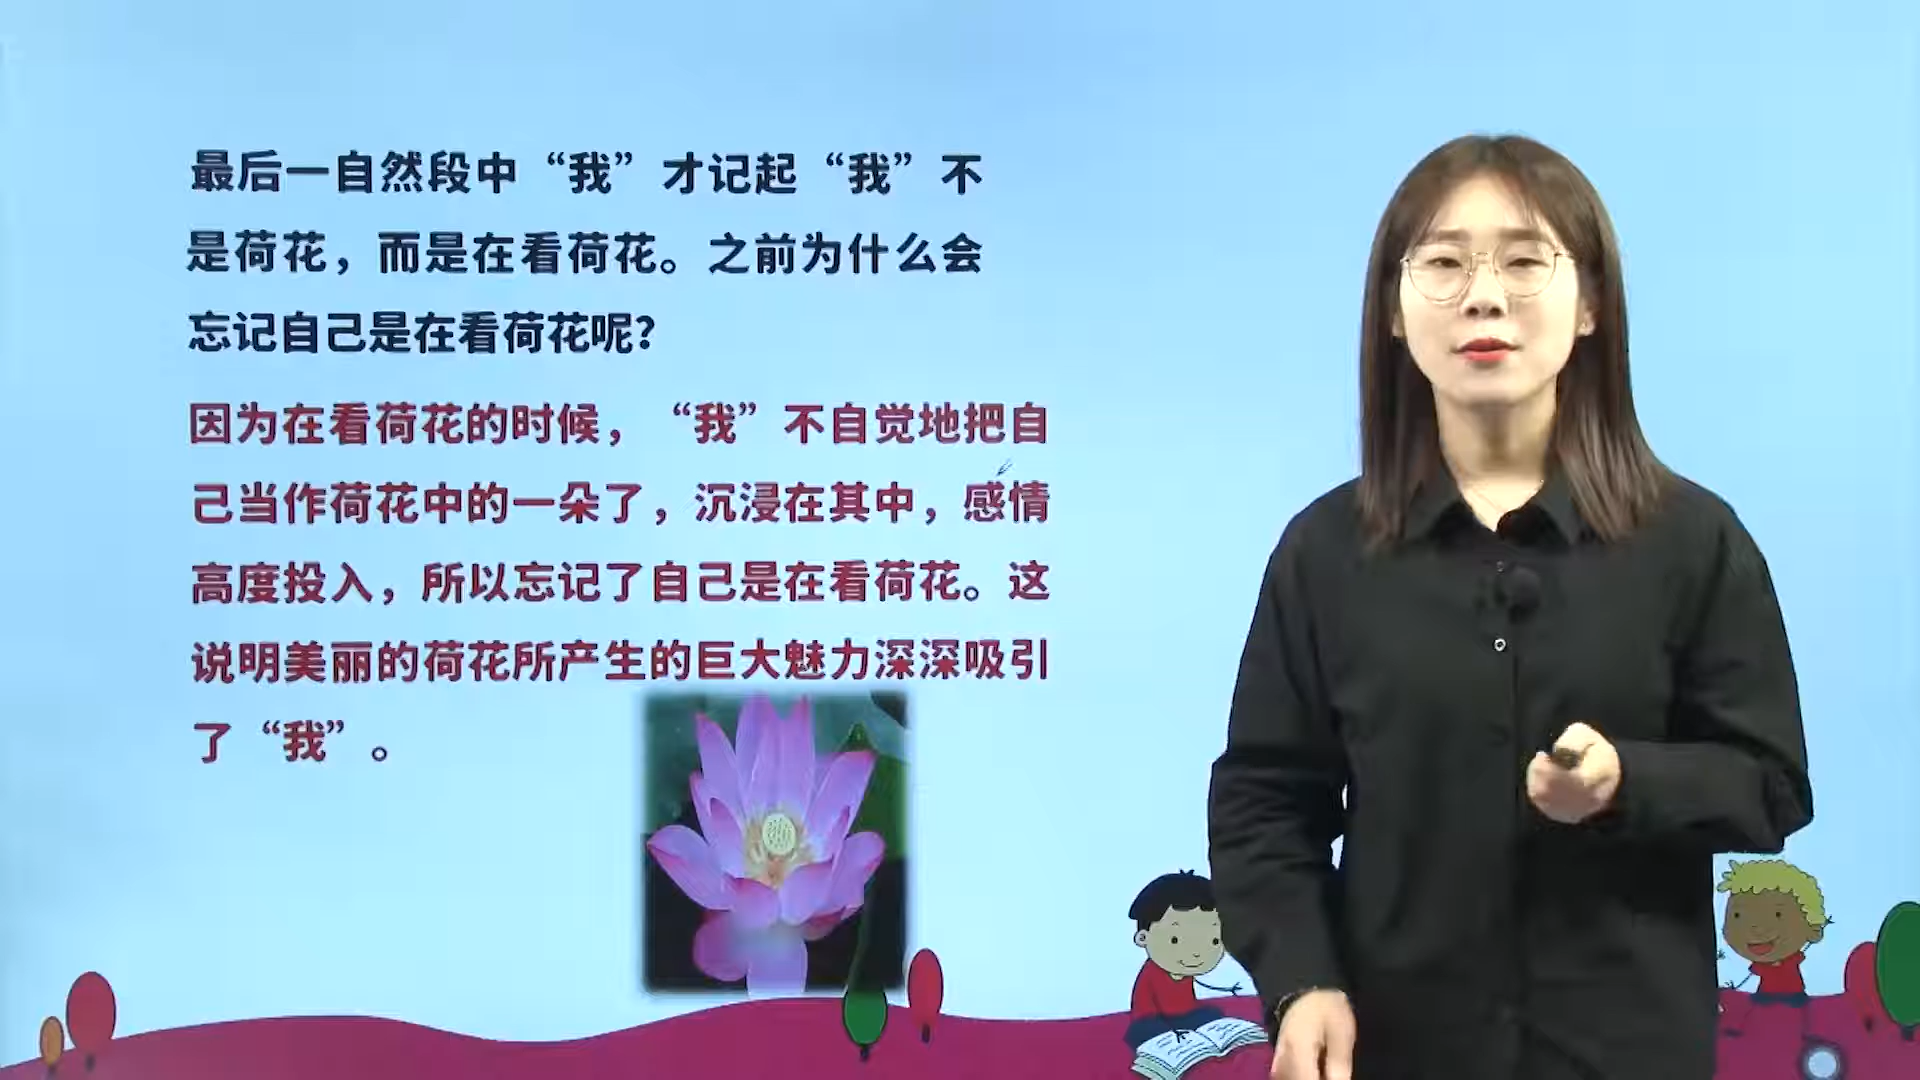 最后一自然段中“我”才记起“我”不
是荷花，而是在看荷花。之前为什么会
忘记自己是在看荷花呢？
因为在看荷花的时候，“我”不自觉地把自
己当作荷花中的一朵了，沉浸在其中，感情
高度投入，所以忘记了自己是在看荷花。这
说明美丽的荷花所产生的巨大魅力深深吸引
了“我”。